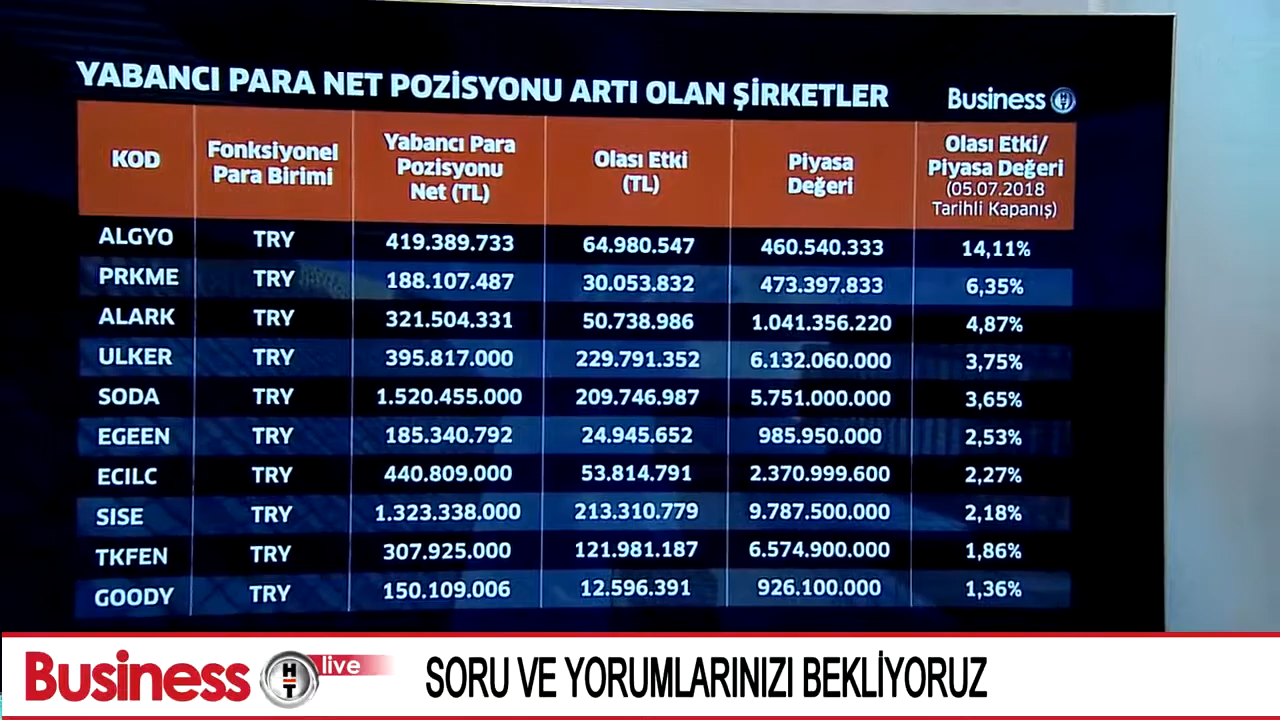 YABANCI PARA NET POZİSYONU ARTI OLAN ŞİRKETLER
Business HT
KOD Fonksiyonel Para Birimi Yabancı Para Pozisyonu Net (TL) Olası Etki (TL) Piyasa Değeri Olası Etki/ Piyasa Değeri (05.07.2018 Tarihli Kapanış)
ALGYO TRY 419.389.733 64.980.547 460.540.333 14,11%
PRKME TRY 188.107.487 30.053.832 473.397.833 6,35%
ALARK TRY 321.504.331 50.738.986 1.041.356.220 4,87%
ULKER TRY 395.817.000 229.791.352 6.132.060.000 3,75%
SODA TRY 1.520.455.000 209.746.987 5.751.000.000 3,65%
EGEEN TRY 185.340.792 24.945.652 985.950.000 2,53%
ECILC TRY 440.809.000 53.814.791 2.370.999.600 2,27%
SISE TRY 1.323.338.000 213.310.779 9.787.500.000 2,18%
TKFEN TRY 307.925.000 121.981.187 6.574.900.000 1,86%
GOODY TRY 150.109.006 12.596.391 926.100.000 1,36%
Business HT live SORU VE YORUMLARINIZI BEKLİYORUZ